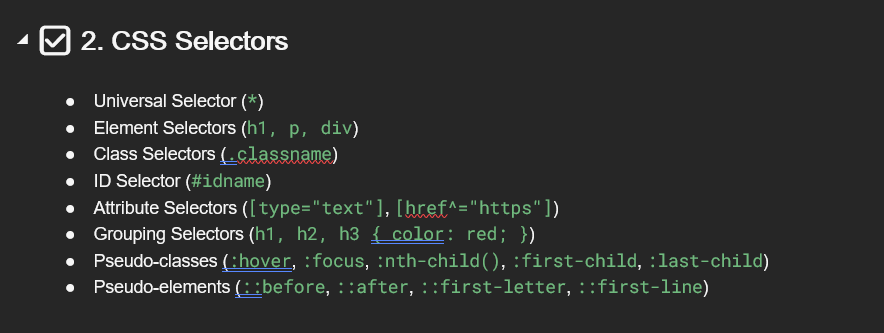 2. CSS Selectors
● Universal Selector (*)
● Element Selectors (h1, p, div)
● Class Selectors (.classname)
● ID Selector (#idname)
● Attribute Selectors ([type="text"], [href^="https"])
● Grouping Selectors (h1, h2, h3 { color: red; })
● Pseudo-classes (:hover, :focus, :nth-child(), :first-child, :last-child)
● Pseudo-elements (::before, ::after, ::first-letter, ::first-line)